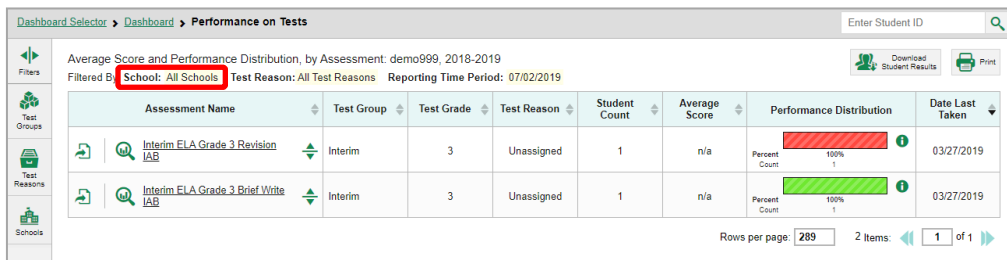 Dashboard Selector > Dashboard > Performance on Tests
Enter Student ID
Filters
Average Score and Performance Distribution, by Assessment: demo999, 2018-2019
Filtered By School: All Schools Test Reason: All Test Reasons Reporting Time Period: 07/02/2019
Download Student Results
Print
Test Groups
Test Reasons
Schools
Assessment Name Test Group Test Grade Test Reason Student Count Average Score Performance Distribution Date Last Taken
Interim ELA Grade 3 Revision IAB Interim 3 Unassigned 1 n/a Percent 100% Count 1 03/27/2019
Interim ELA Grade 3 Brief Write IAB Interim 3 Unassigned 1 n/a Percent 100% Count 1 03/27/2019
Rows per page: 289 2 Items: 1 of 1